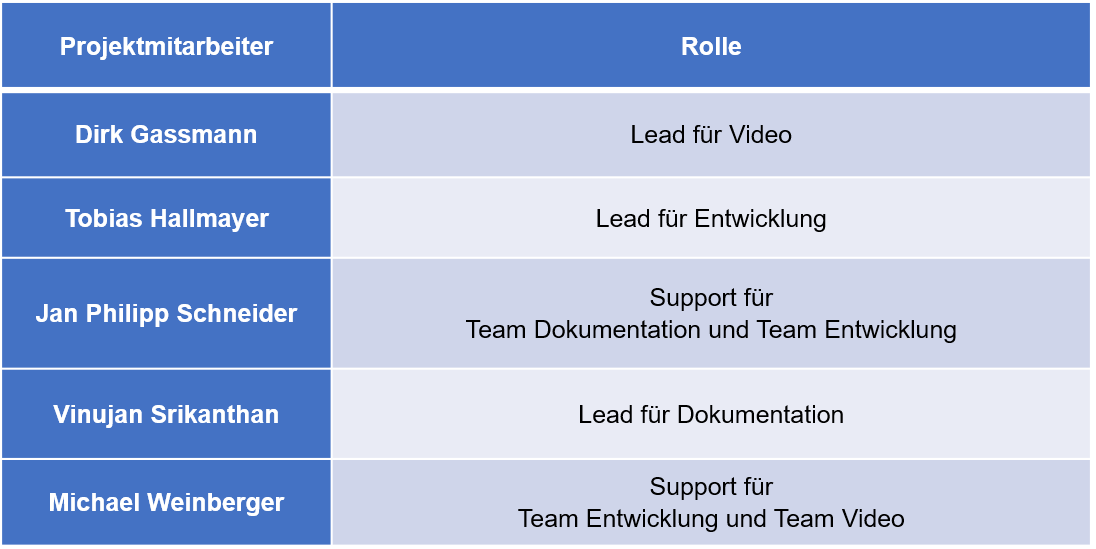 Projektmitarbeiter Rolle
Dirk Gassmann Lead für Video
Tobias Hallmayer Lead für Entwicklung
Jan Philipp Schneider
Support für
Team Dokumentation und Team Entwicklung
Vinujan Srikanthan Lead für Dokumentation
Michael Weinberger
Support für
Team Entwicklung und Team Video